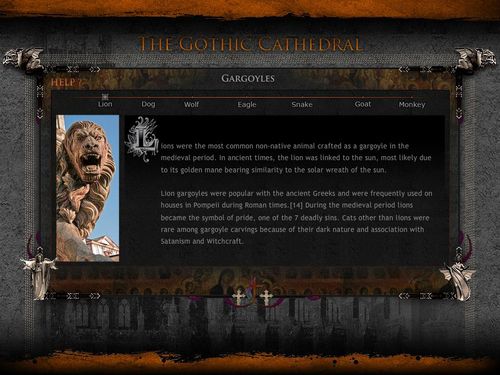 The Gothic Cathedral
HELP ?
Gargoyles
Lion Dog Wolf Eagle Snake Goat Monkey
Lions were the most common non-native animal crafted as a gargoyle in the
medieval period. In ancient times, the lion was linked to the sun, most likely due
to its golden mane bearing similarity to the solar wreath of the sun.
Lion gargoyles were popular with the ancient Greeks and were frequently used on
houses in Pompeii during Roman times.[14] During the medieval period lions
became the symbol of pride, one of the 7 deadly sins. Cats other than lions were
rare among gargoyle carvings because of their dark nature and association with
Satanism and Witchcraft.